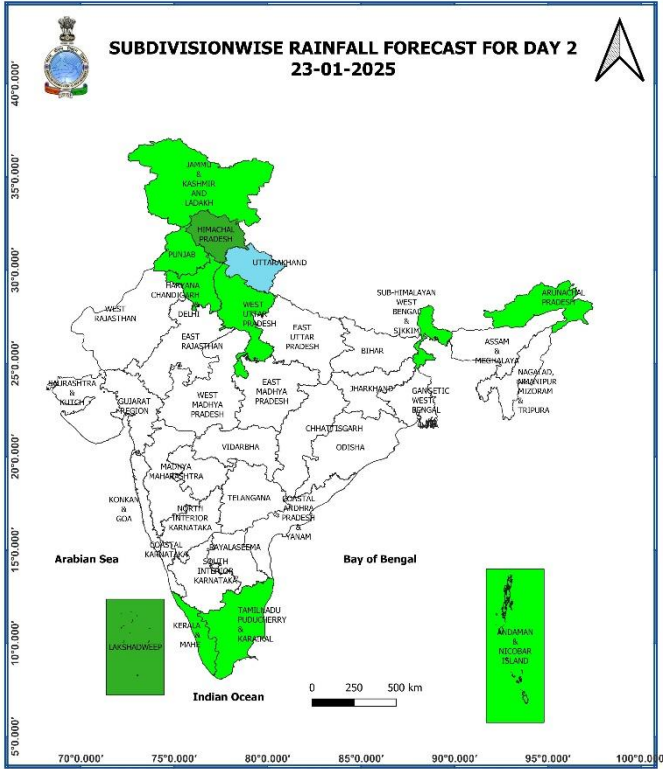 SUBDIVISIONWISE RAINFALL FORECAST FOR DAY 2
23-01-2025
40°0.000'
35°0.000'
30°0.000'
25°0.000'
20°0.000'
15°0.000'
10°0.000'
5°0.000'
JAMMU
&
KASHMIR
AND
LADAKH
HIMACHAL
PRADESH
PUNJAB
UTTARAKHAND
HARYANA
CHANDIGARH
DELHI
WEST
UTTAR
PRADESH
WEST
RAJASTHAN
EAST
RAJASTHAN
EAST
UTTAR
PRADESH
SUB-HIMALAYAN
WEST
BENGAL
&
SIKKIM
ARUNACHAL
PRADESH
BIHAR
ASSAM
&
MEGHALAYA
SAURASHTRA
&
KUTCH
GUJARAT
REGION
WEST
MADHYA
PRADESH
EAST
MADHYA
PRADESH
JHARKHAND
GANGETIC
WEST
BENGAL
MANIPUR
MIZORAM
&
TRIPURA
CHHATTISGARH
ODISHA
VIDARBHA
MADHYA
MAHARASHTRA
KONKAN
&
GOA
TELANGANA
NORTH
INTERIOR
KARNATAKA
COASTAL
ANDHRA
PRADESH
&
YANAM
COASTAL
KARNATAKA
RAYALASEEMA
SOUTH
INTERIOR
KARNATAKA
Arabian Sea
Bay of Bengal
LAKSHADWEEP
KERALA
&
MAHE
TAMILNADU
PUDUCHERRY
&
KARAIKAL
ANDAMAN
&
NICOBAR
ISLAND
Indian Ocean
0 250 500 km
70°0.000' 75°0.000' 80°0.000' 85°0.000' 90°0.000' 95°0.000' 100°0.000'